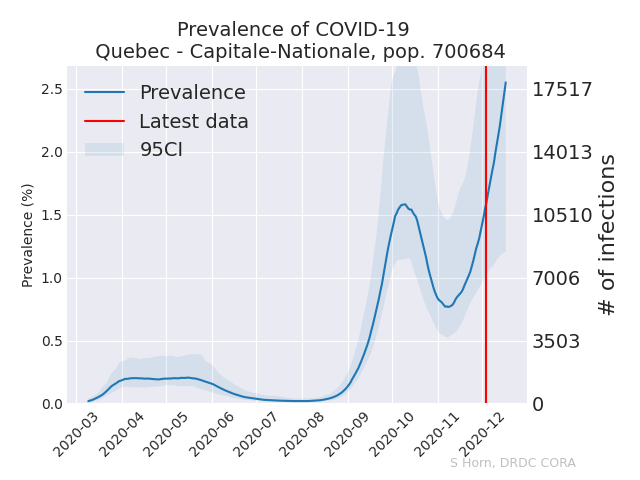 Prevalence of COVID-19
Quebec - Capitale-Nationale, pop. 700684
Prevalence
Latest data
95CI
Prevalence (%)
2.5
2.0
1.5
1.0
0.5
0.0
17517
14013
10510
7006
3503
0
# of infections
2020-03
2020-04
2020-05
2020-06
2020-07
2020-08
2020-09
2020-10
2020-11
2020-12
S Horn, DRDC CORA